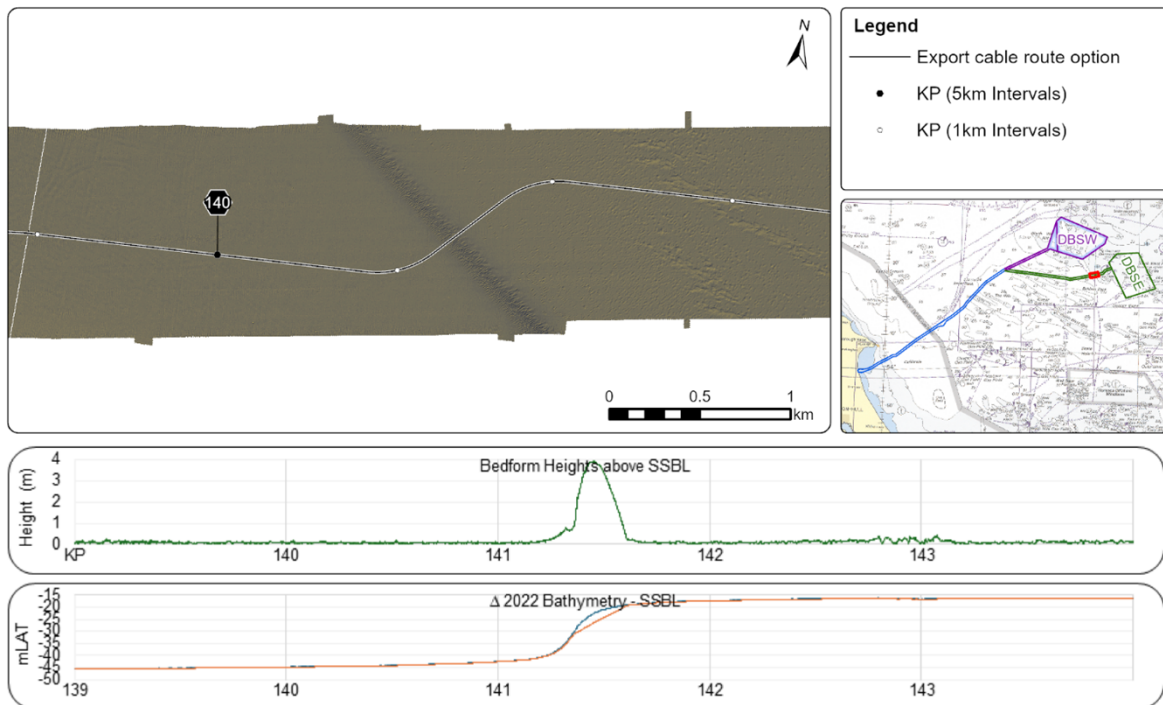 N
140
0 0.5 1
km
Legend
Export cable route option
KP (5km Intervals)
KP (1km Intervals)
DBSW
DBSE
Bedform Heights above SSBL
Height (m)
4
3
2
1
0
KP 140 141 142 143
Δ 2022 Bathymetry - SSBL
mLAT
-15
-20
-25
-30
-35
-40
-45
-50
139 140 141 142 143